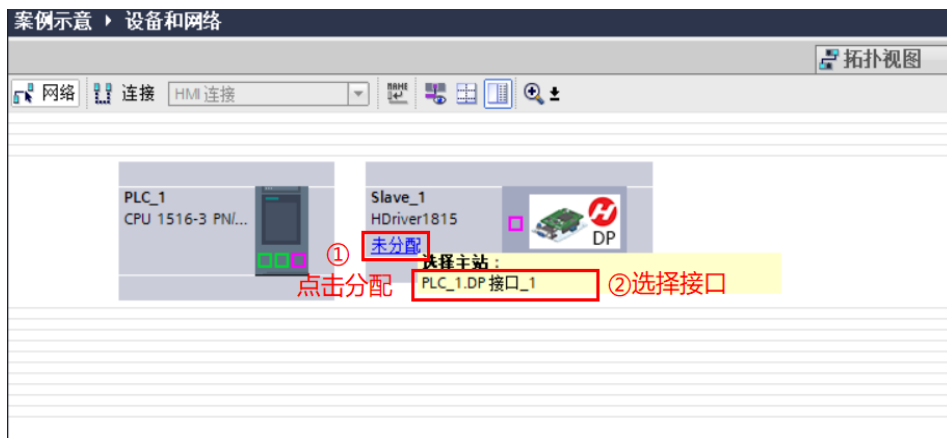 案例示意 ▸ 设备和网络
拓扑视图
网络 连接 HMI 连接
PLC_1
CPU 1516-3 PN/...
Slave_1
HDriver1815
未分配
DP
①
点击分配
选择主站：
PLC_1.DP 接口_1
②选择接口